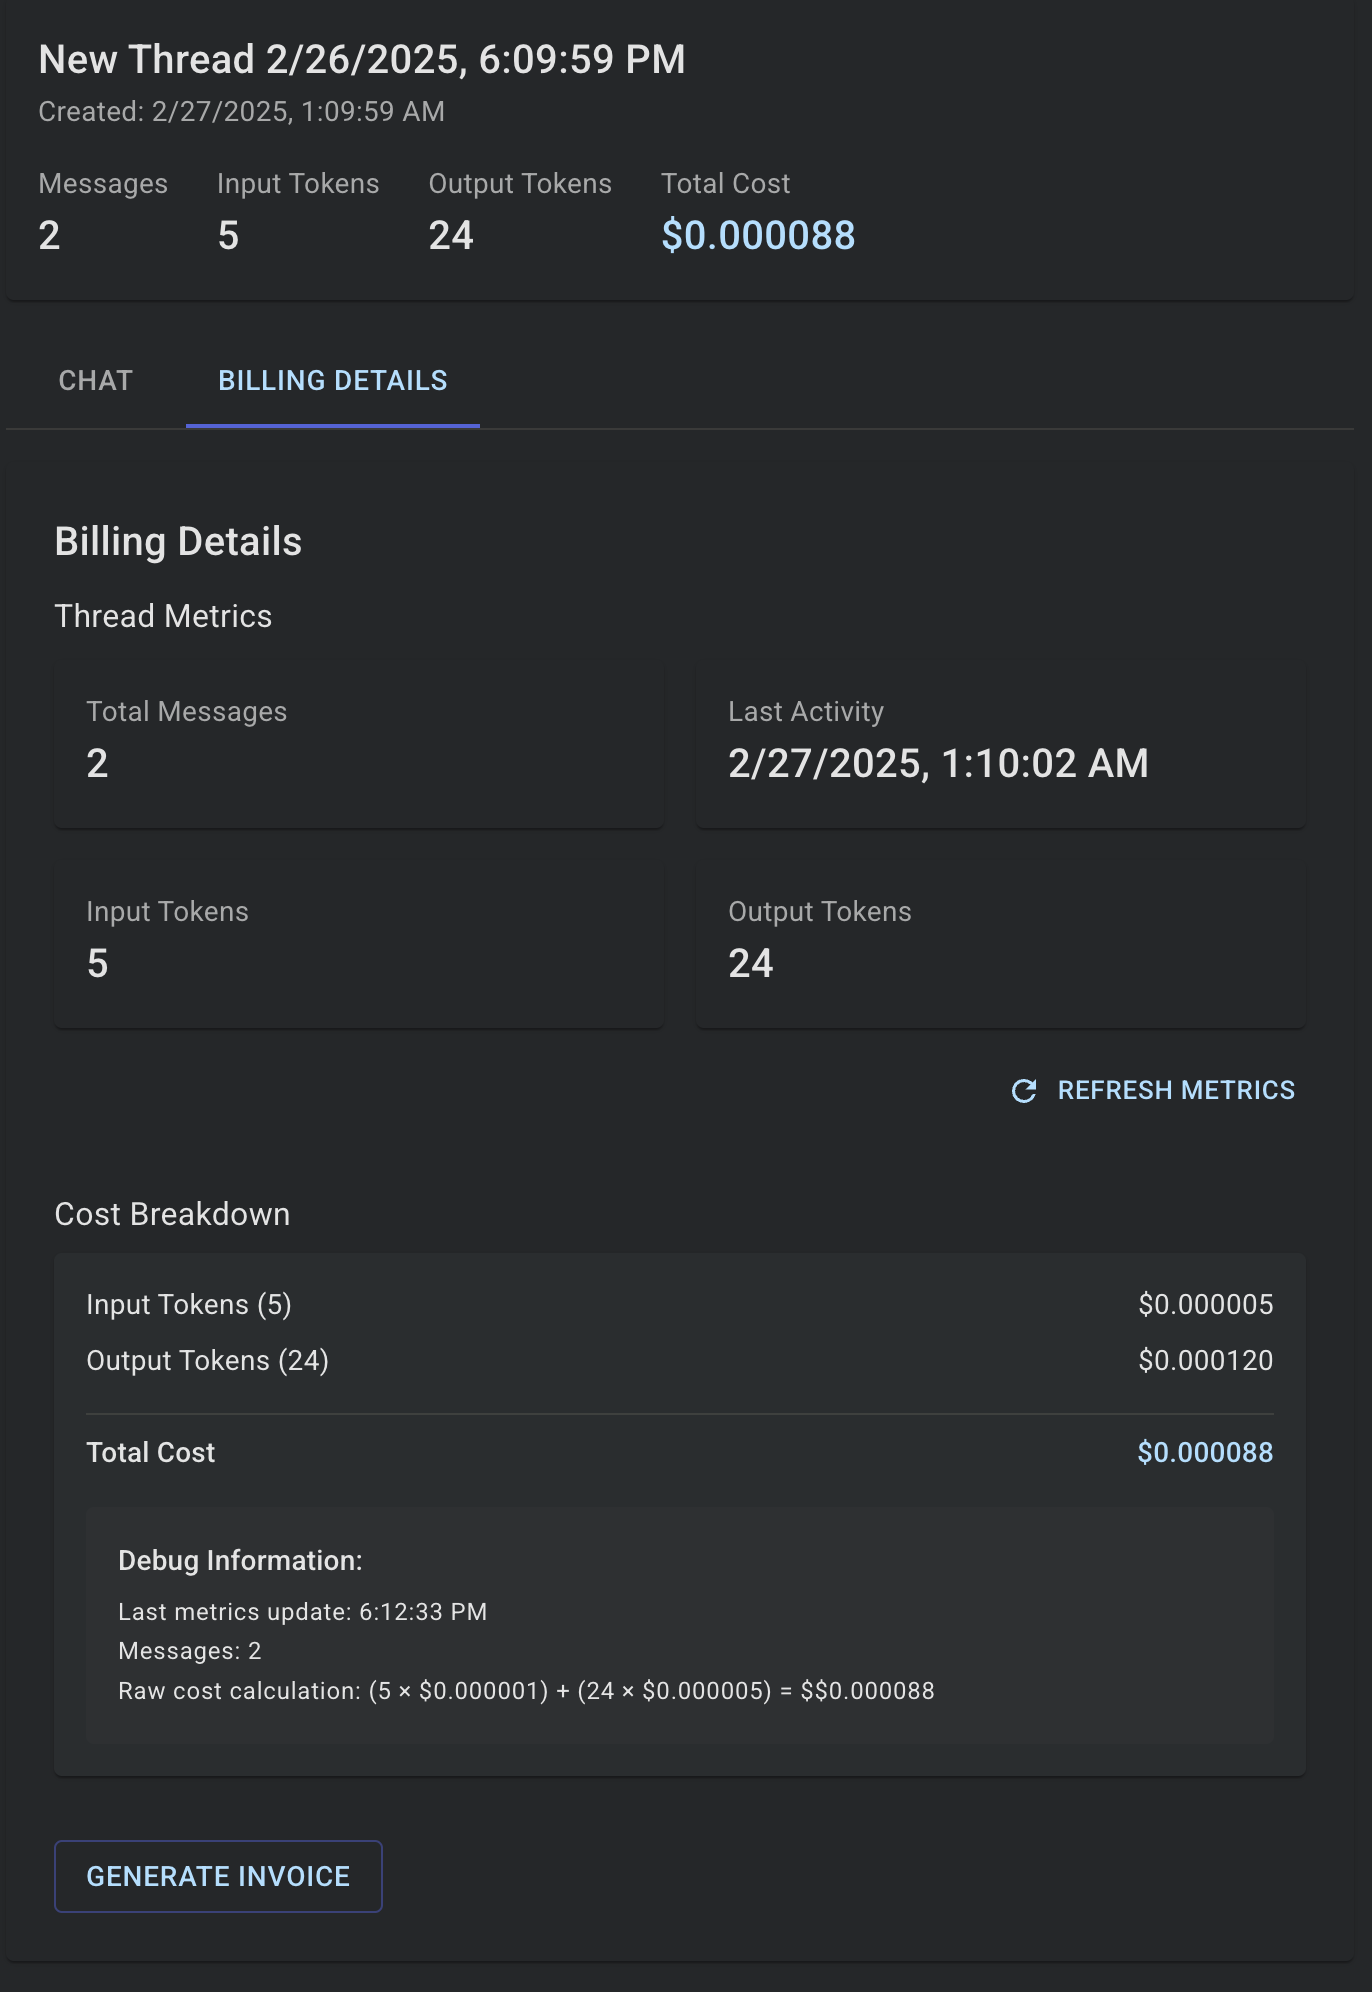 New Thread 2/26/2025, 6:09:59 PM
Created: 2/27/2025, 1:09:59 AM
Messages Input Tokens Output Tokens Total Cost
2 5 24 $0.000088
CHAT BILLING DETAILS
Billing Details
Thread Metrics
Total Messages
2
Last Activity
2/27/2025, 1:10:02 AM
Input Tokens
5
Output Tokens
24
REFRESH METRICS
Cost Breakdown
Input Tokens (5) $0.000005
Output Tokens (24) $0.000120
Total Cost $0.000088
Debug Information:
Last metrics update: 6:12:33 PM
Messages: 2
Raw cost calculation: (5 × $0.000001) + (24 × $0.000005) = $$0.000088
GENERATE INVOICE